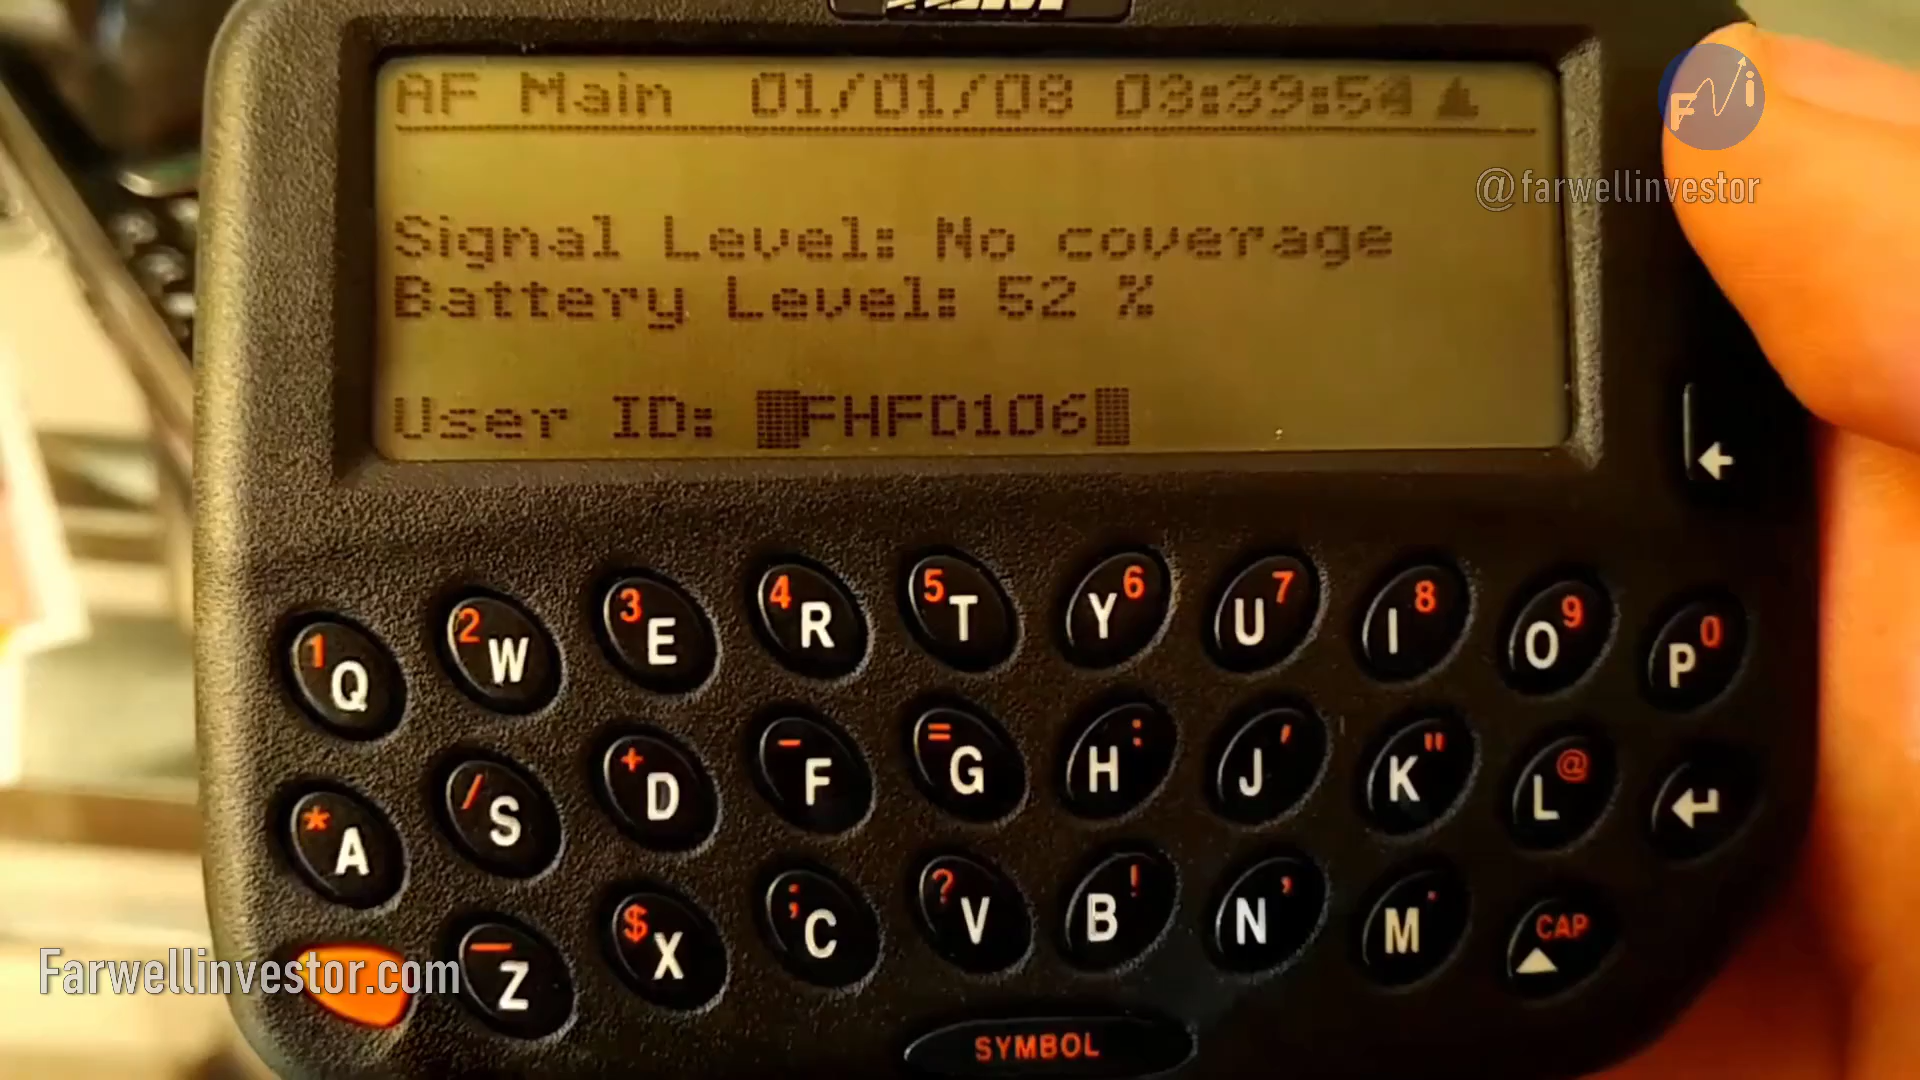 AF Main 01/01/08 03:39:54
Signal Level: No coverage
Battery Level: 52 %
User ID: FHFD106
@farwellinvestor
FVi
1 Q 2 W 3 E 4 R 5 T Y 6 U 7 I 8 O 9 P 0
* A / S + D - F = G H : J ' K " L @
_ Z $ X ; C ? V B ! N , M . CAP
SYMBOL
Farwellinvestor.com